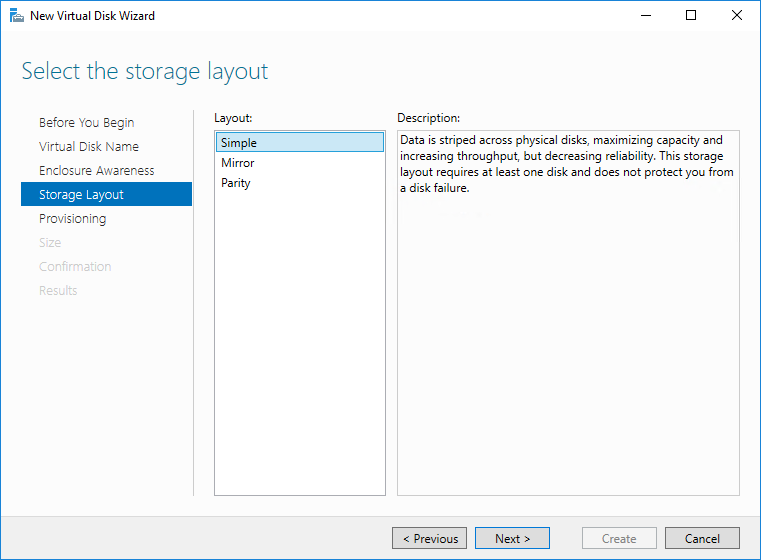 New Virtual Disk Wizard
Select the storage layout
Before You Begin
Virtual Disk Name
Enclosure Awareness
Storage Layout
Provisioning
Size
Confirmation
Results
Layout:
Simple
Mirror
Parity
Description:
Data is striped across physical disks, maximizing capacity and
increasing throughput, but decreasing reliability. This storage
layout requires at least one disk and does not protect you from
a disk failure.
< Previous
Next >
Create
Cancel